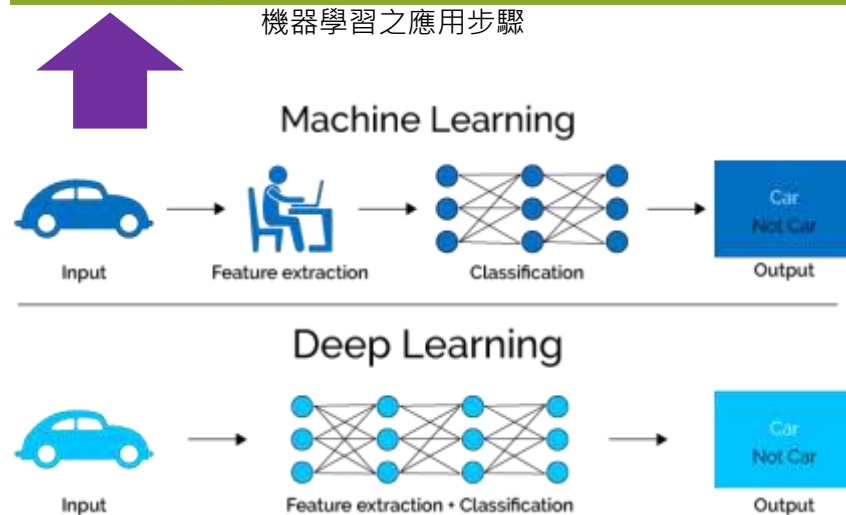 機器學習之應用步驟
Machine Learning
Car
Not Car
Input
Feature extraction
Classification
Output
Deep Learning
Car
Not Car
Input
Feature extraction + Classification
Output